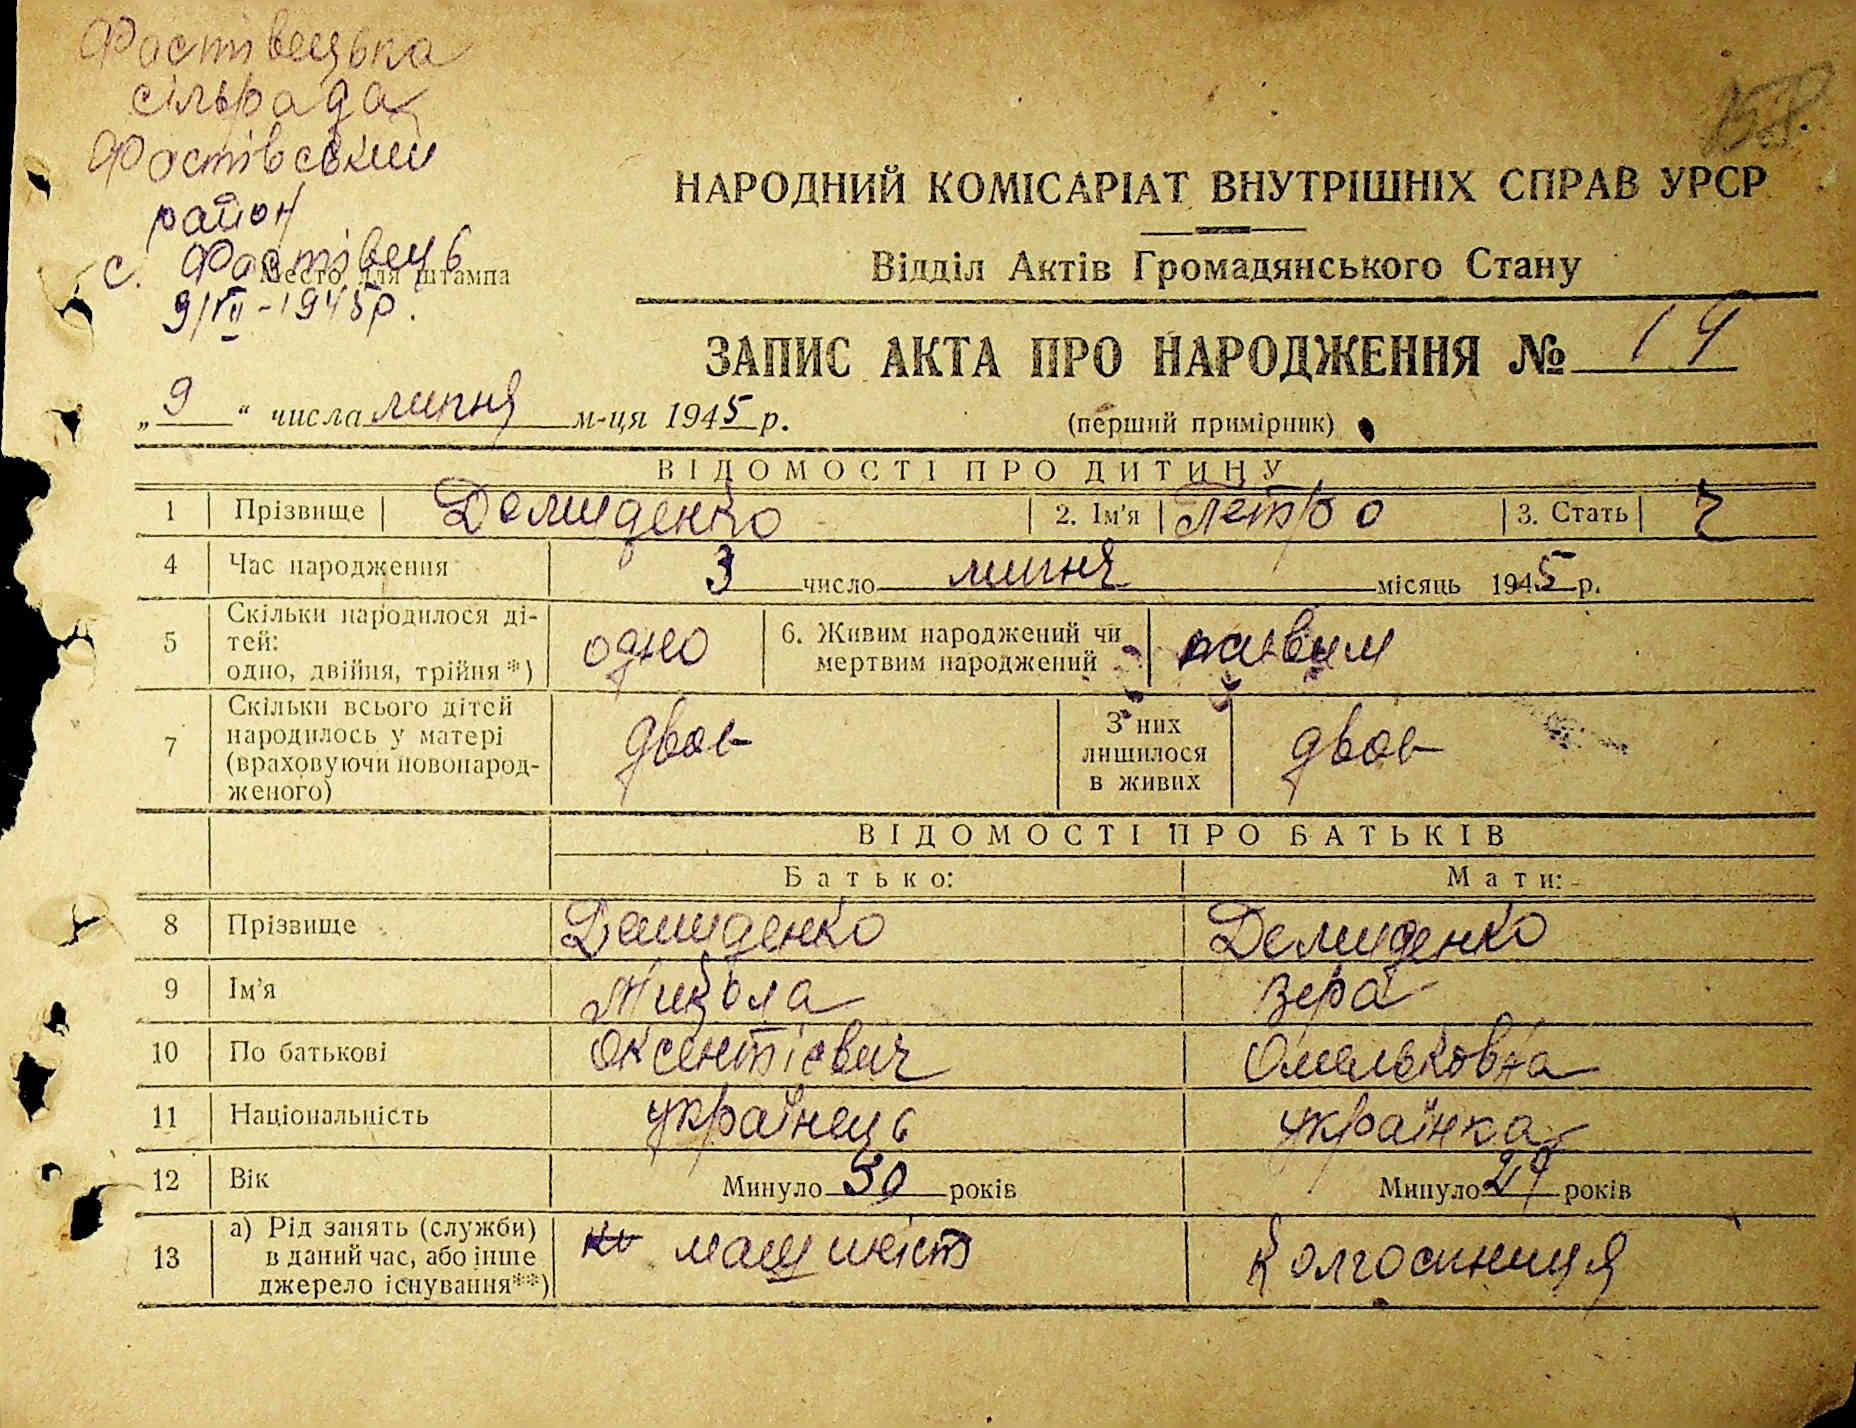 Фастівецька
сільрада
Фастівський
район
с. Фастівець
Место для штампа
9/VII-1945р.
НАРОДНИЙ КОМІСАРІАТ ВНУТРІШНІХ СПРАВ УРСР
Відділ Актів Громадянського Стану
ЗАПИС АКТА ПРО НАРОДЖЕННЯ № 19
„9“ числа липня м-ця 1945 р. (перший примірник)
ВІДОМОСТІ ПРО ДИТИНУ
1 Прізвище Демиденко 2. Ім'я Петро 3. Стать ч
4 Час народження 3 число липня місяць 1945 р.
5 Скільки народилося ді-
тей:
одно, двійня, трійня*) одно 6. Живим народжений чи
мертвим народжений живим
7 Скільки всього дітей
народилось у матері
(враховуючи новонарод-
женого) двоє З них
лишилося
в живих двоє
ВІДОМОСТІ ПРО БАТЬКІВ
Батько: Мати:
8 Прізвище Демиденко Демиденко
9 Ім'я Микола Вера
10 По батькові Оксентієвич Омельковна
11 Національність українець українка
12 Вік Минуло 30 років Минуло 29 років
13 а) Рід занять (служби)
в даний час, або інше
джерело існування**) машиніст Колгоспниця